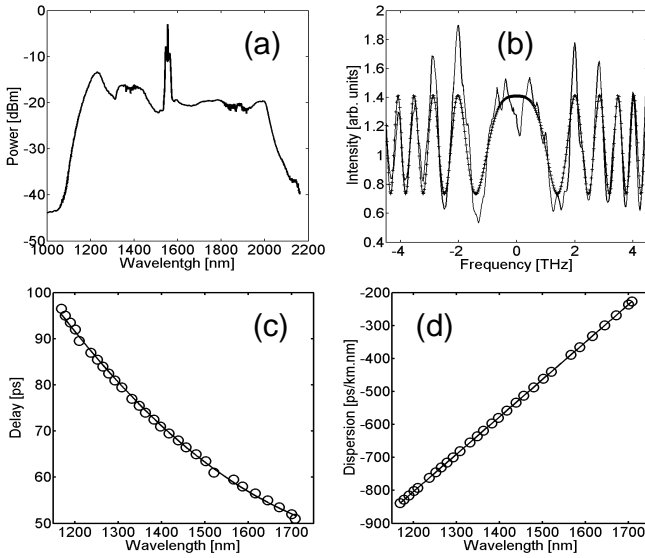 (a)
Power [dBm]
0
-10
-20
-30
-40
-50
1000 1200 1400 1600 1800 2000 2200
Wavelentgh [nm]
(b)
Intensity [arb. units]
2
1.8
1.6
1.4
1.2
1
0.8
0.6
0.4
-4 -2 0 2 4
Frequency [THz]
(c)
Delay [ps]
100
90
80
70
60
50
1200 1300 1400 1500 1600 1700
Wavelength [nm]
(d)
Dispersion [ps/km.nm]
-200
-300
-400
-500
-600
-700
-800
-900
1200 1300 1400 1500 1600 1700
Wavelength [nm]